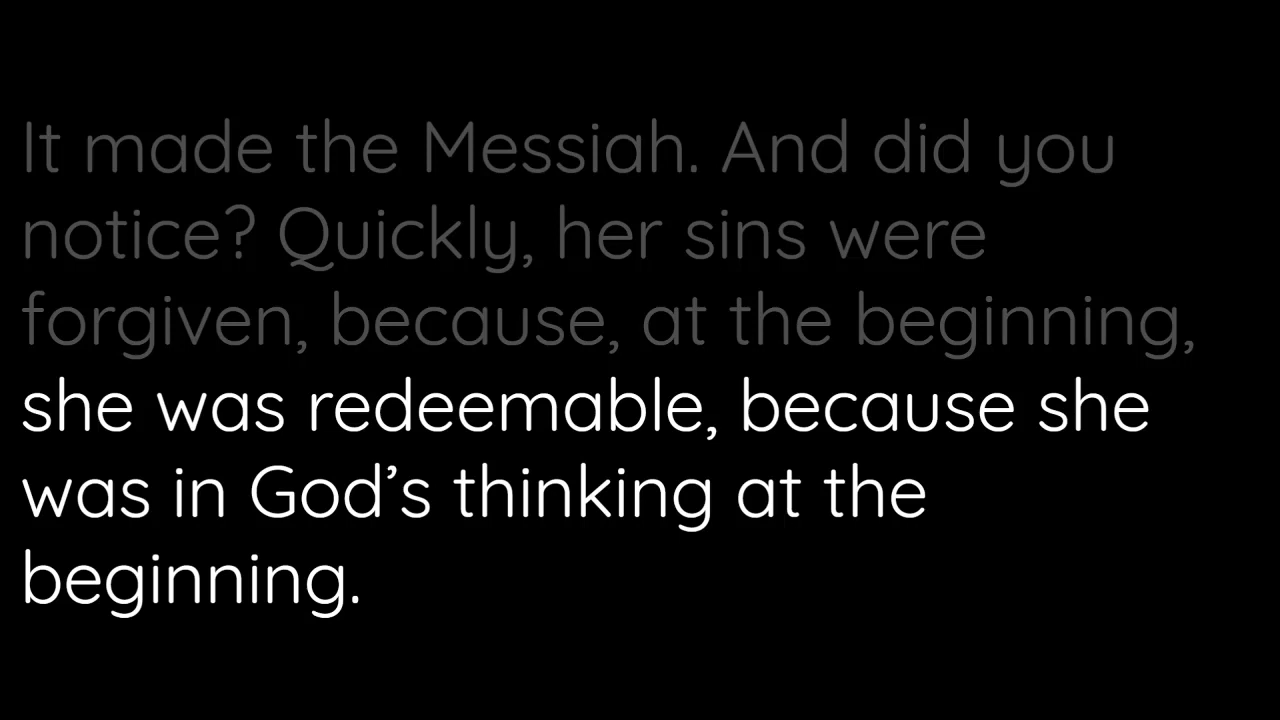 It made the Messiah. And did you
notice? Quickly, her sins were
forgiven, because, at the beginning,
she was redeemable, because she
was in God’s thinking at the
beginning.